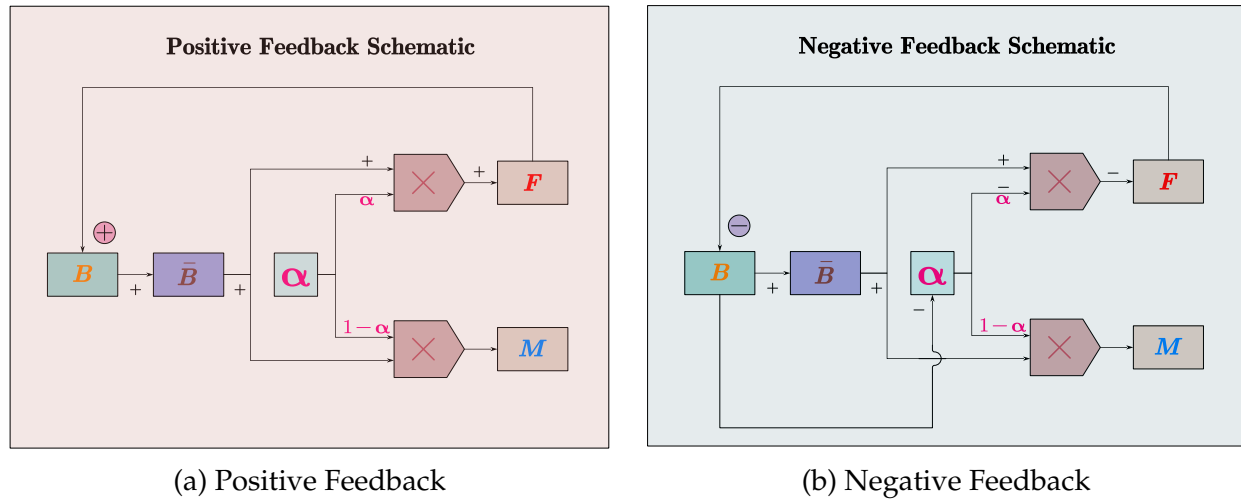 Positive Feedback Schematic
+
+
α
F
⊕
B
+
B̄
+
α
1−α
M
(a) Positive Feedback
Negative Feedback Schematic
+
−
−
α
F
⊖
B
+
B̄
+
α
−
1−α
M
(b) Negative Feedback